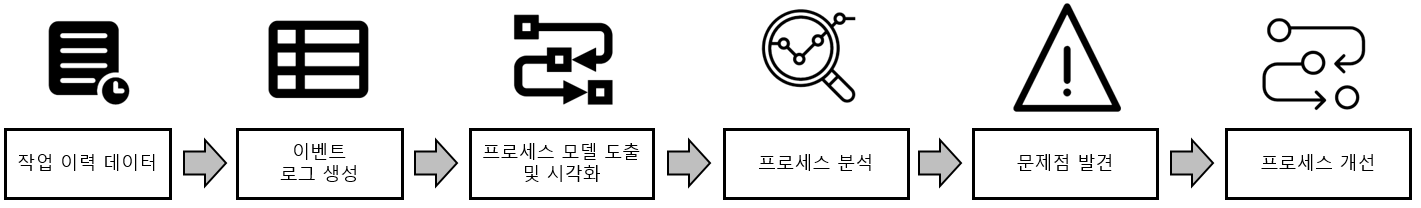 작업 이력 데이터
이벤트
로그 생성
프로세스 모델 도출
및 시각화
프로세스 분석
문제점 발견
프로세스 개선